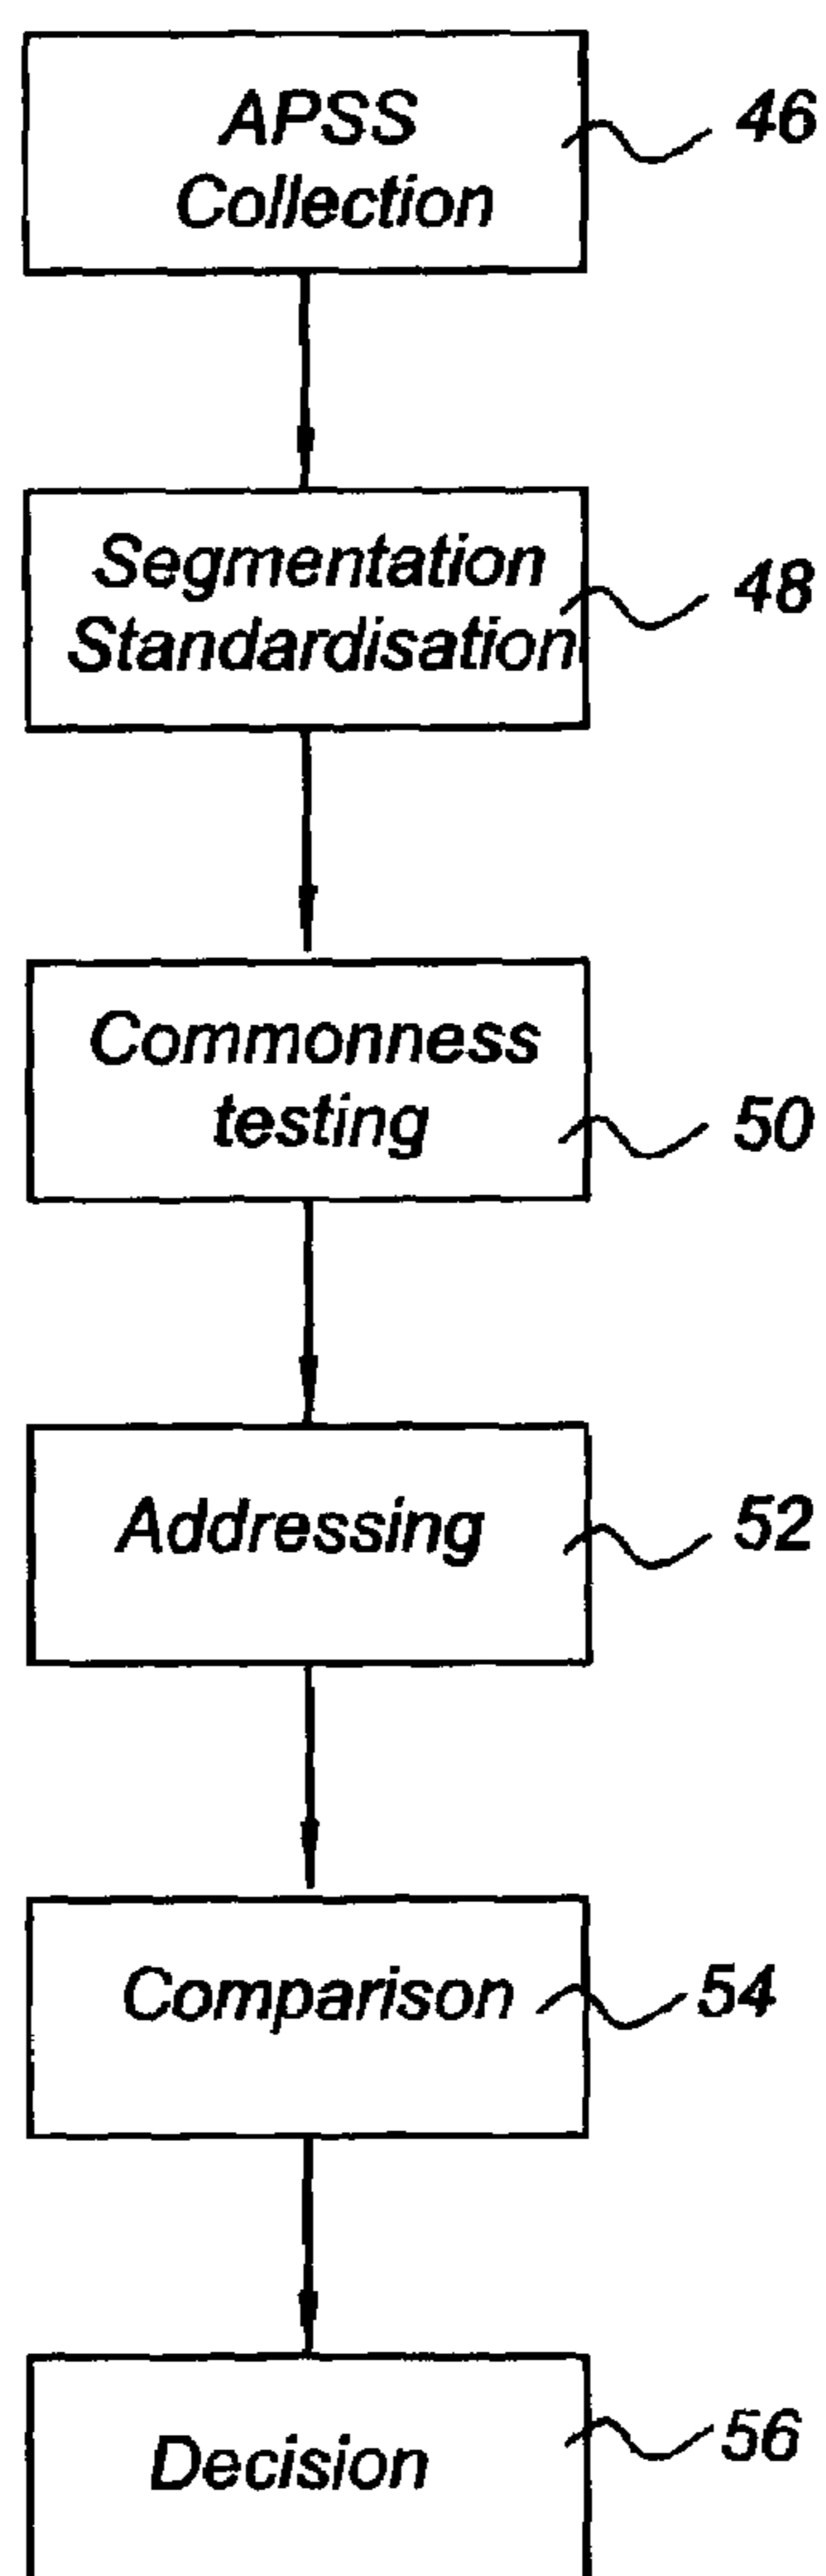 APSS
Collection
46
Segmentation
Standardisation
48
Commonness
testing
50
Addressing
52
Comparison
54
Decision
56